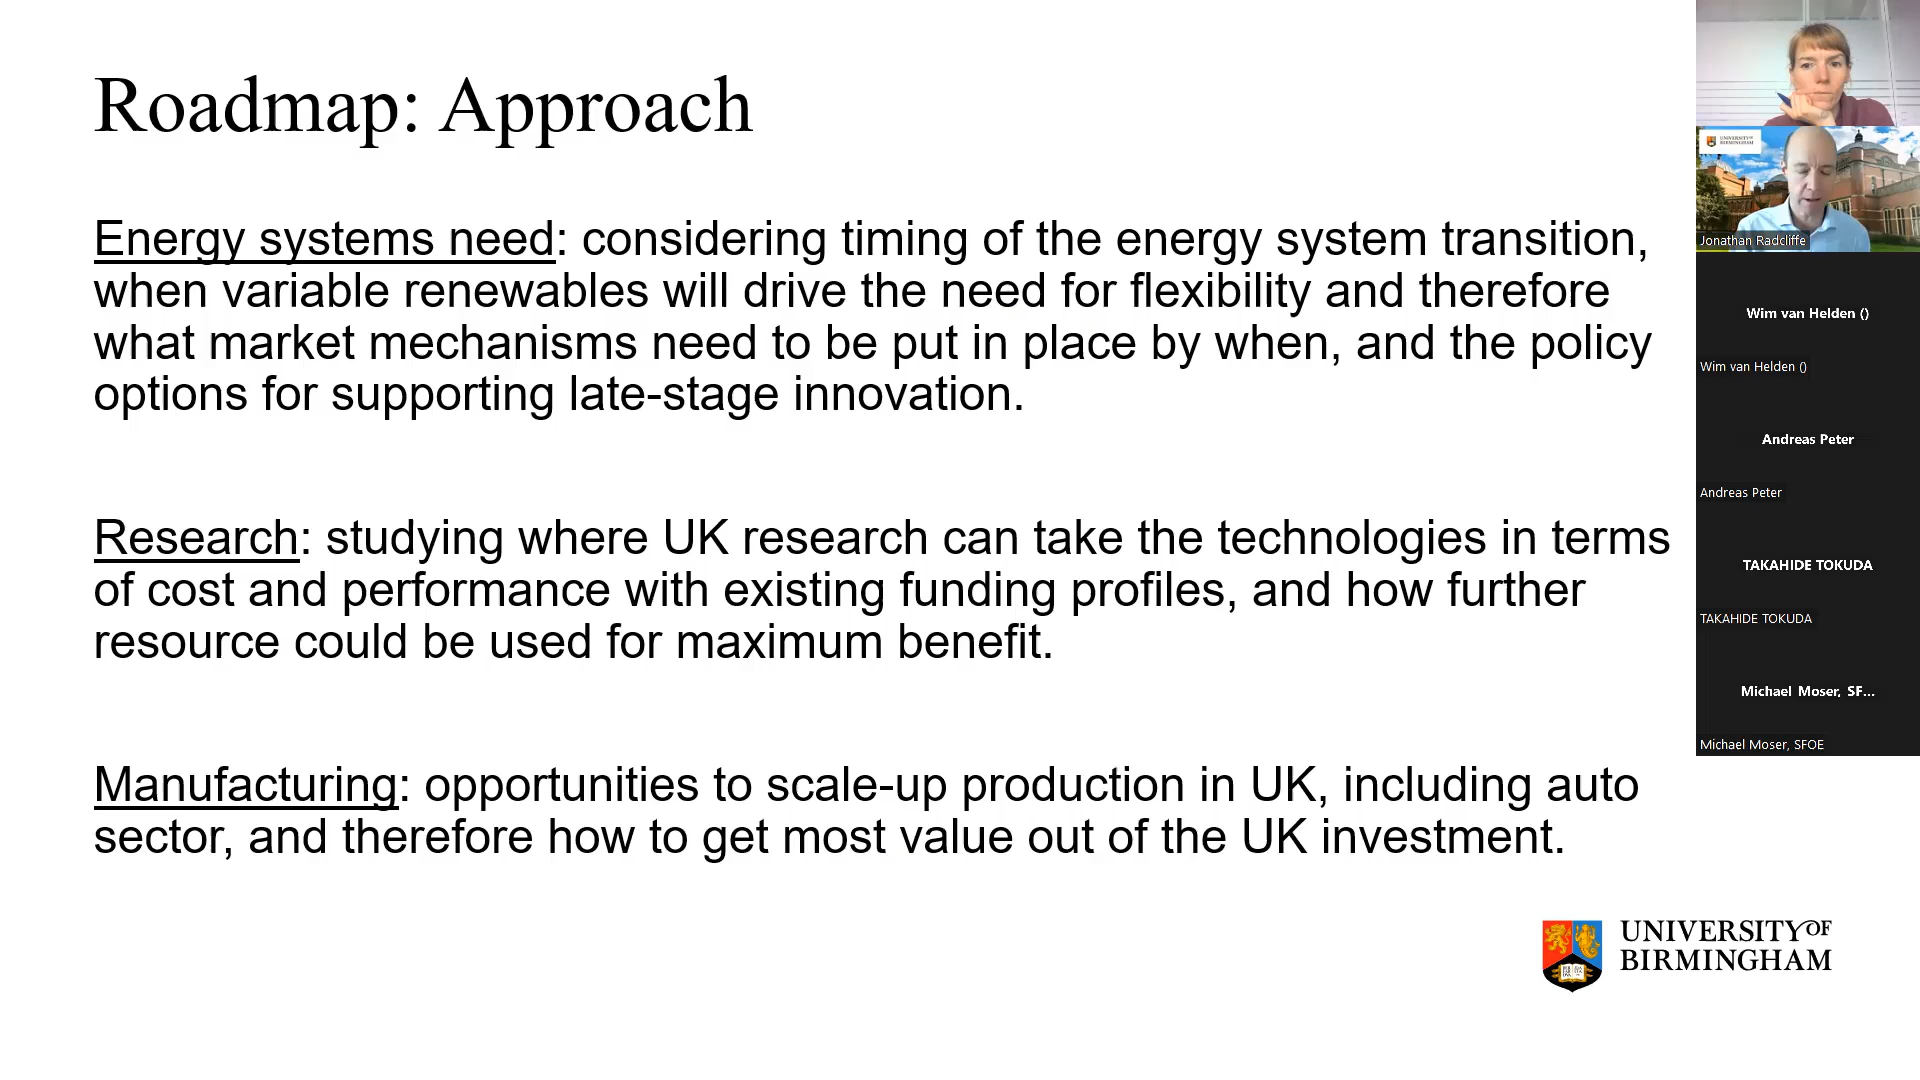 Roadmap: Approach
Energy systems need: considering timing of the energy system transition,
when variable renewables will drive the need for flexibility and therefore
what market mechanisms need to be put in place by when, and the policy
options for supporting late-stage innovation.
Research: studying where UK research can take the technologies in terms
of cost and performance with existing funding profiles, and how further
resource could be used for maximum benefit.
Manufacturing: opportunities to scale-up production in UK, including auto
sector, and therefore how to get most value out of the UK investment.
UNIVERSITY OF
BIRMINGHAM
UNIVERSITY OF
BIRMINGHAM
Jonathan Radcliffe
Wim van Helden ()
Wim van Helden ()
Andreas Peter
Andreas Peter
TAKAHIDE TOKUDA
TAKAHIDE TOKUDA
Michael Moser, SF...
Michael Moser, SFOE